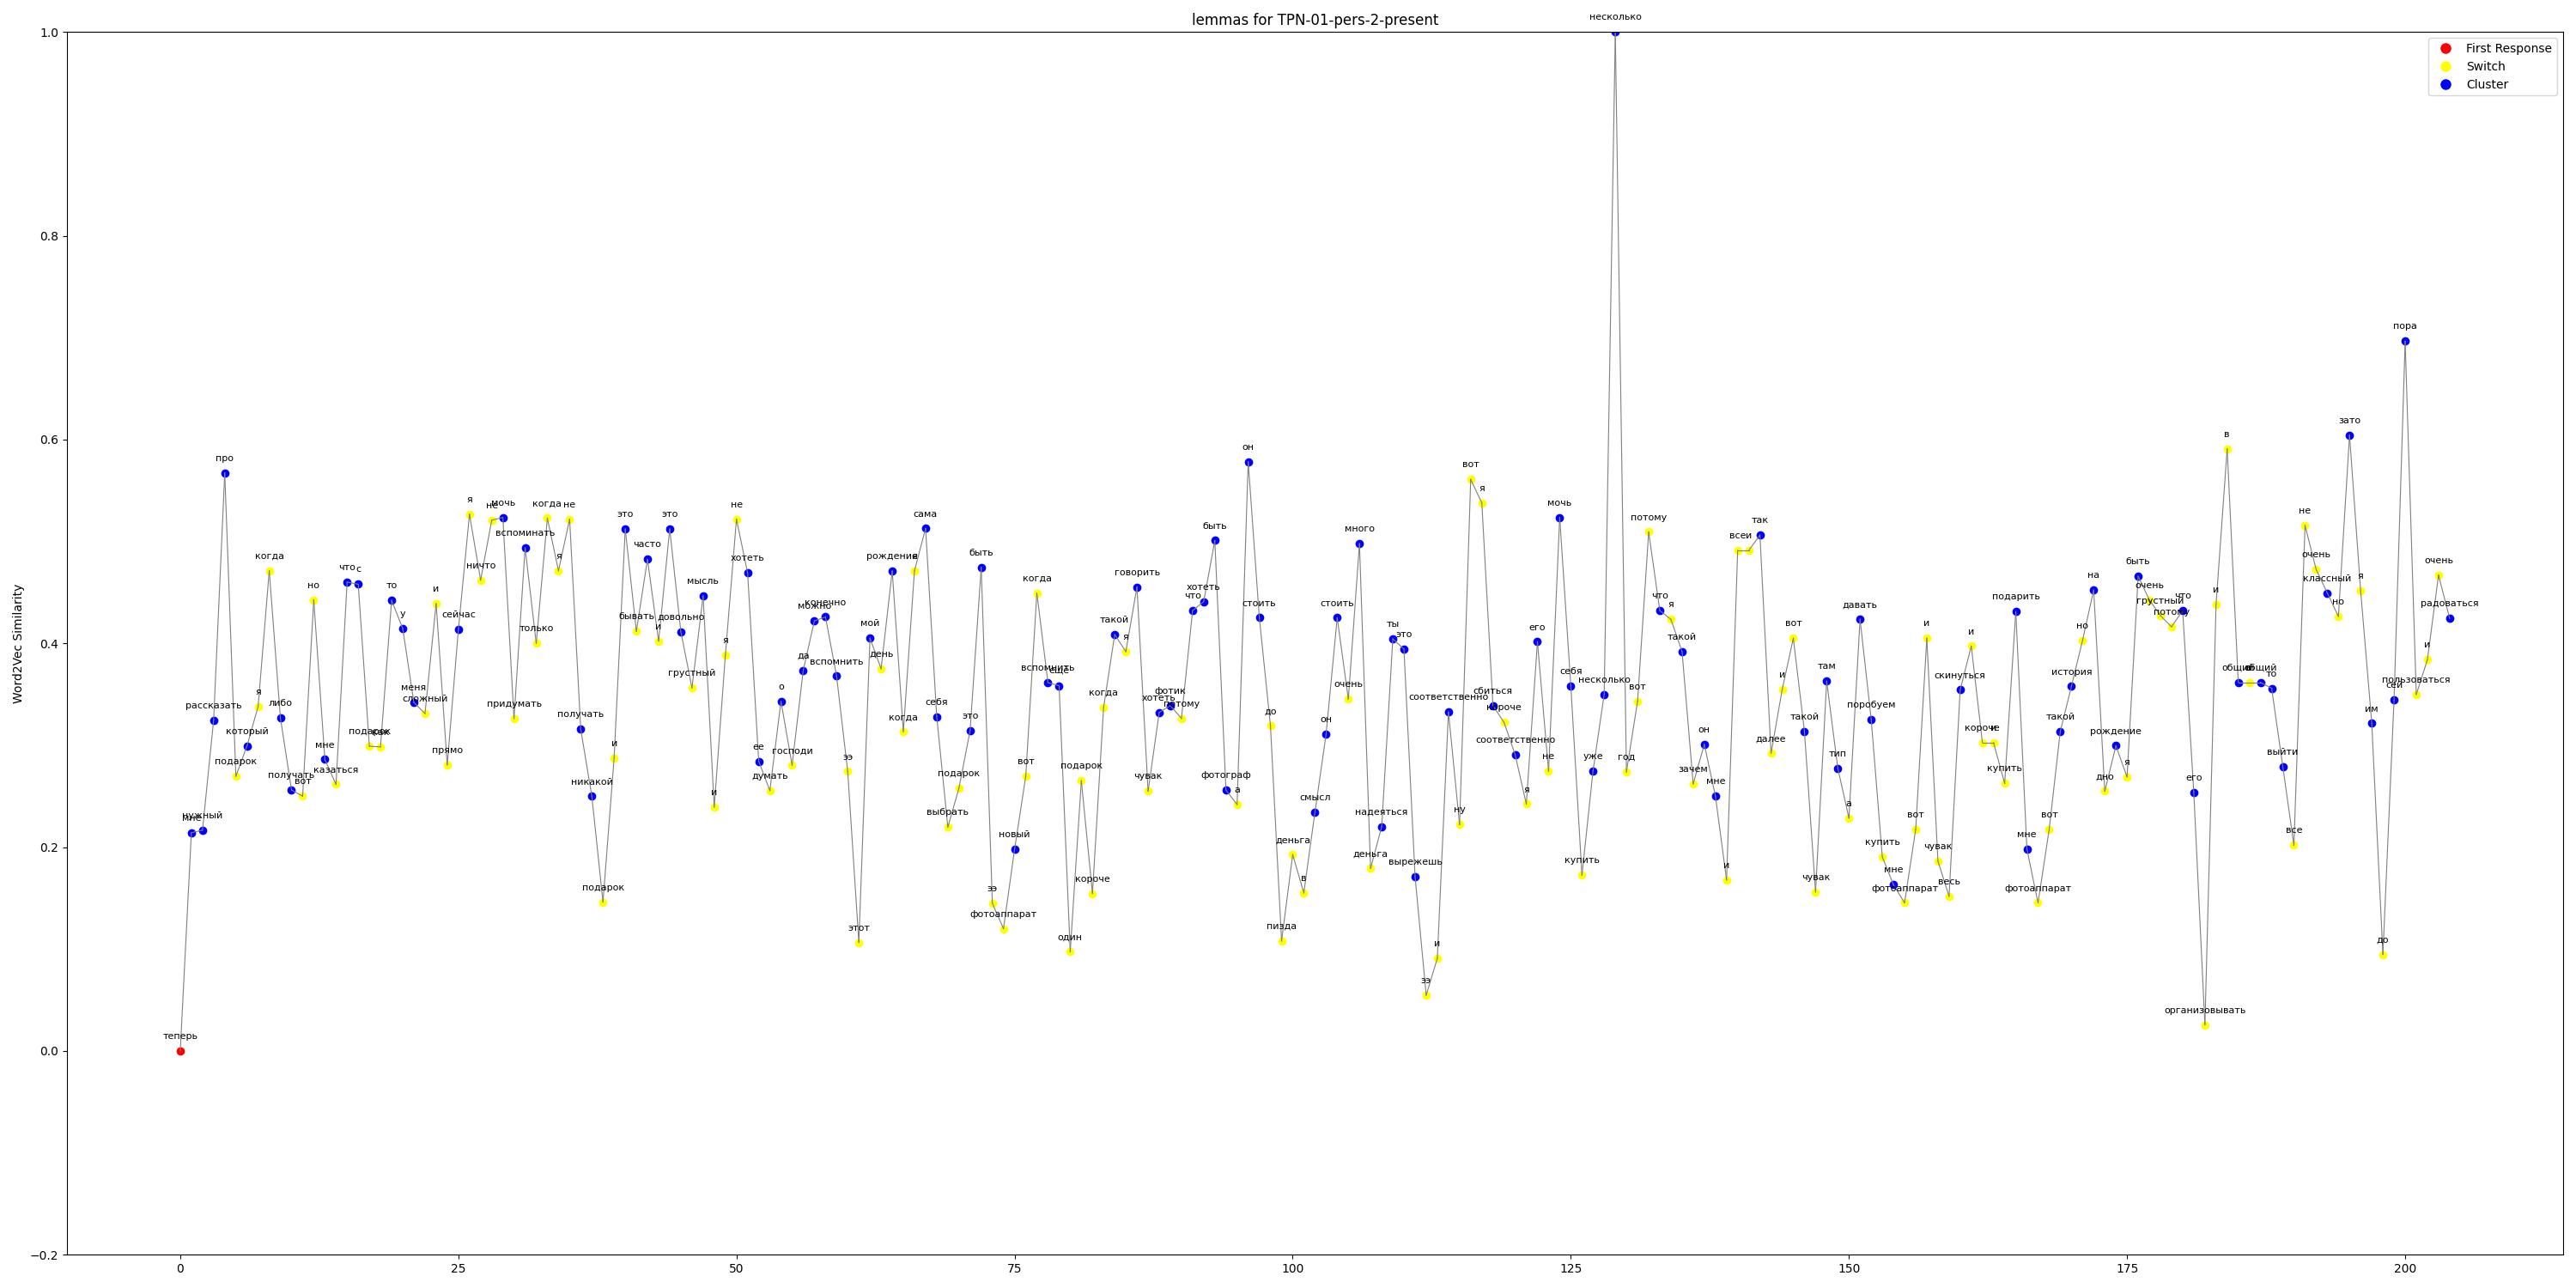 lemmas for TPN-01-pers-2-present
First Response
Switch
Cluster
Word2Vec Similarity
1.0
0.8
0.6
0.4
0.2
0.0
−0.2
0
25
50
75
100
125
150
175
200
теперь
мне
нужный
рассказать
про
подарок
который
я
когда
либо
получать
вот
но
мне
казаться
что
с
подарок
то
у
меня
сложный
и
прямо
сейчас
я
ничто
не
мочь
придумать
вспоминать
только
когда
я
не
получать
никакой
подарок
и
это
бывать
часто
и
это
довольно
грустный
мысль
и
я
не
хотеть
ее
думать
о
господи
да
можно
конечно
вспомнить
ээ
этот
мой
день
рождения
когда
я
сама
себя
выбрать
подарок
это
быть
ээ
фотоаппарат
новый
вот
когда
вспомнить
еще
один
подарок
короче
когда
такой
я
говорить
чувак
хотеть
фотик
потому
что
хотеть
быть
фотограф
а
он
стоить
до
пизда
деньга
в
смысл
он
стоить
очень
много
деньга
надеяться
ты
это
вырежешь
ээ
и
соответственно
ну
вот
я
сбиться
короче
соответственно
я
его
не
мочь
себя
купить
уже
несколько
несколько
год
вот
потому
что
я
такой
зачем
он
мне
и
все
и
так
далее
и
вот
такой
чувак
там
тип
а
давать
поробуем
купить
мне
фотоаппарат
вот
и
чувак
весь
скинуться
и
короче
и
купить
подарить
мне
фотоаппарат
вот
такой
история
но
на
дно
рождение
я
быть
очень
грустный
потому
что
его
организовывать
и
в
общий
общий
то
выйти
все
не
очень
классный
но
зато
я
им
до
сей
пора
пользоваться
и
очень
радоваться